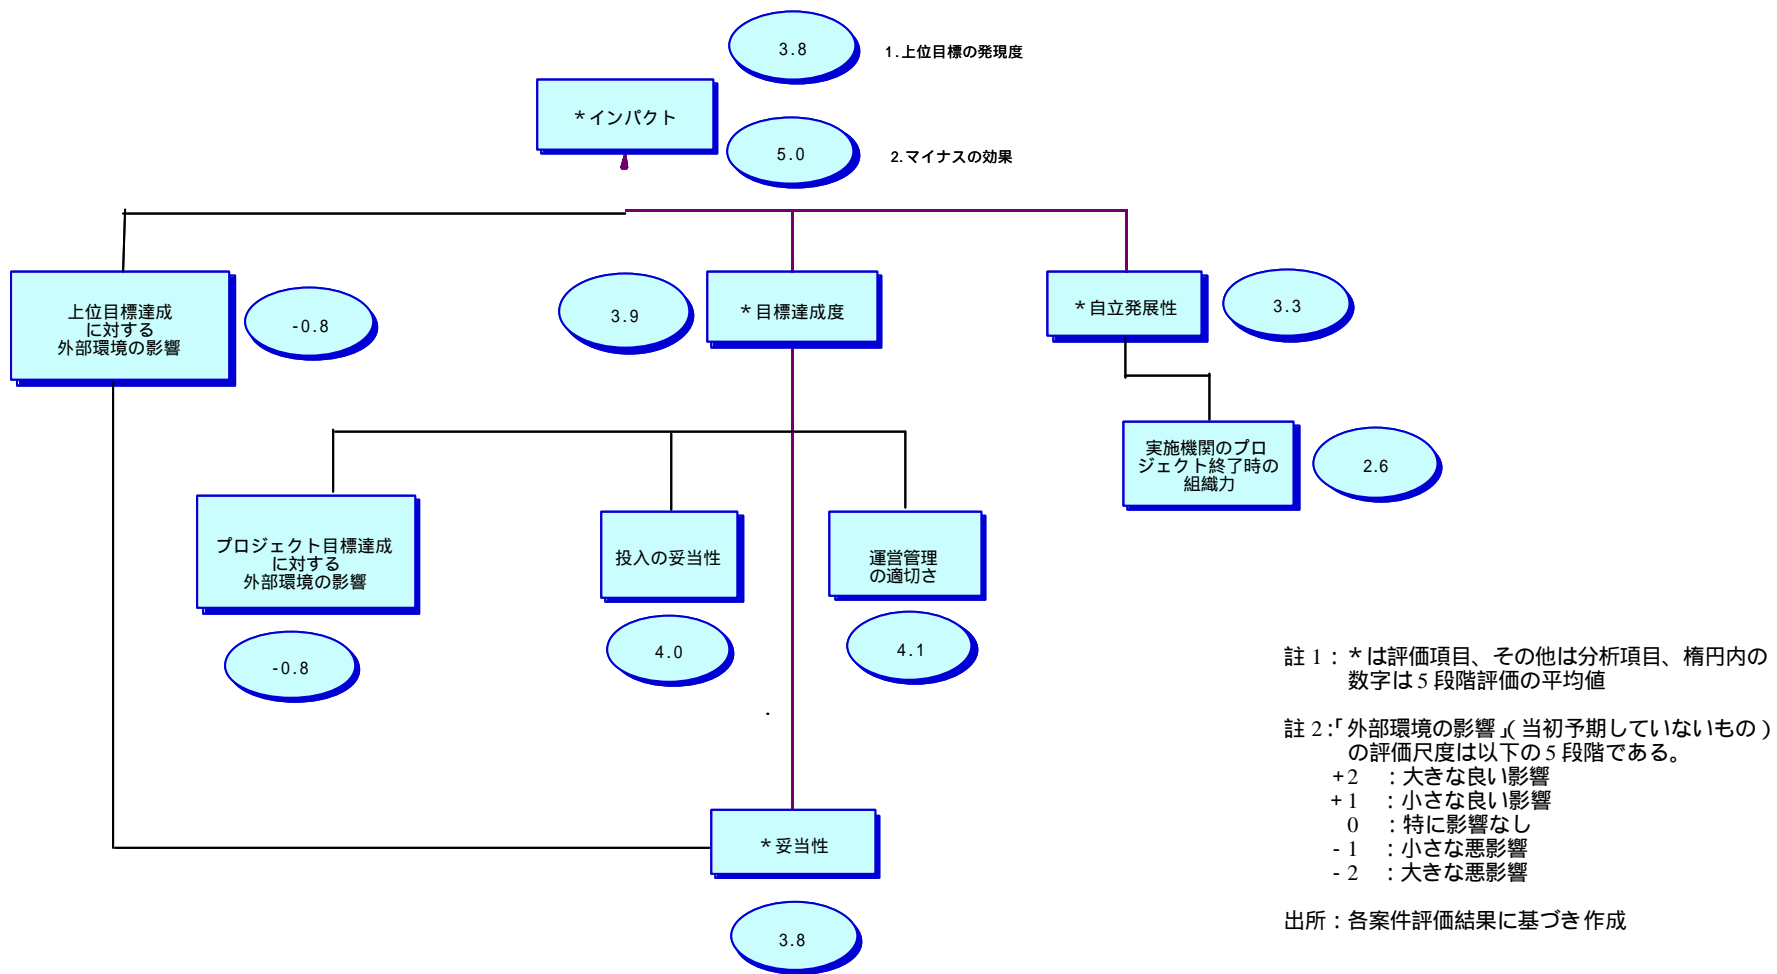 3.8
1.上位目標の発現度
*インパクト
5.0
2.マイナスの効果
上位目標達成
に対する
外部環境の影響
-0.8
3.9
*目標達成度
*自立発展性
3.3
実施機関のプロ
ジェクト終了時の
組織力
2.6
プロジェクト目標達成
に対する
外部環境の影響
-0.8
投入の妥当性
4.0
運営管理
の適切さ
4.1
*妥当性
3.8
註 1 : *は評価項目、その他は分析項目、楕円内の
数字は 5 段階評価の平均値
註 2 :「外部環境の影響」(当初予期していないもの)
の評価尺度は以下の 5 段階である。
+2 :大きな良い影響
+1 :小さな良い影響
0 :特に影響なし
-1 :小さな悪影響
-2 :大きな悪影響
出所:各案件評価結果に基づき作成